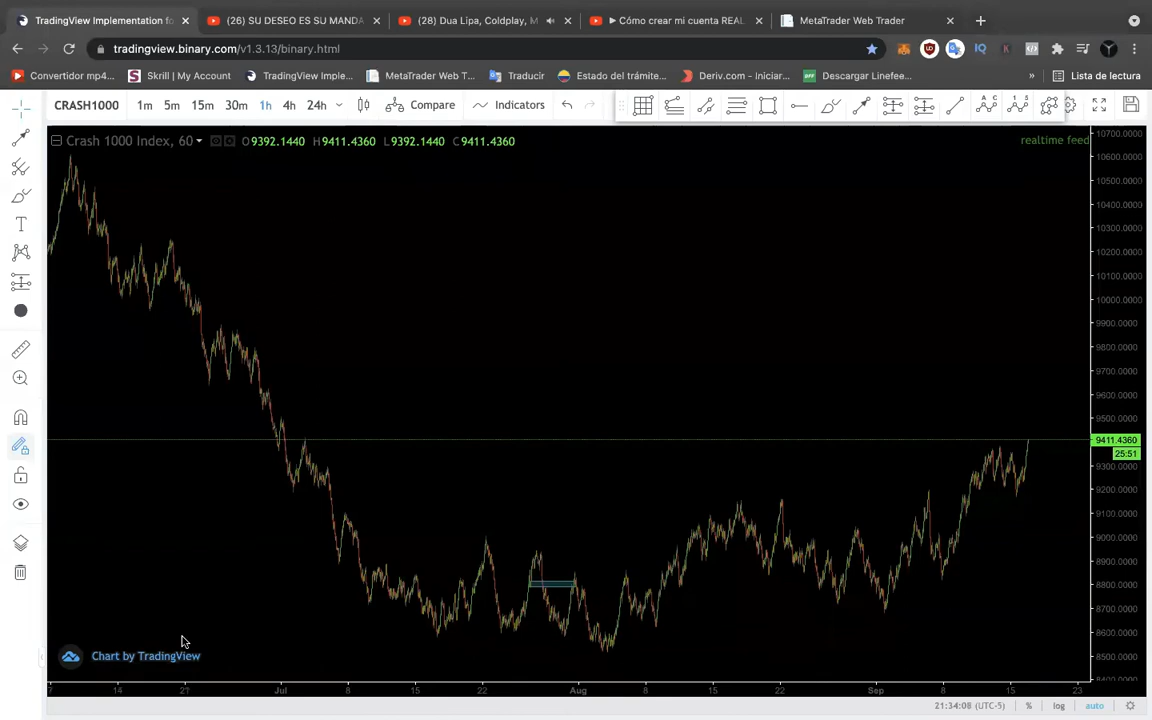 TradingView Implementation fo
(26) SU DESEO ES SU MANDA
(28) Dua Lipa, Coldplay, M
Cómo crear mi cuenta REAL
MetaTrader Web Trader
tradingview.binary.com/v1.3.13/binary.html
Convertidor mp4... Skrill | My Account TradingView Imple... MetaTrader Web T... Traducir Estado del trámite... Deriv.com - Iniciar... Descargar Linefee... » Lista de lectura
CRASH1000 1m 5m 15m 30m 1h 4h 24h Compare Indicators
Crash 1000 Index, 60 O9392.1440 H9411.4360 L9392.1440 C9411.4360 realtime feed
10700.0000
10600.0000
10500.0000
10400.0000
10300.0000
10200.0000
10100.0000
10000.0000
9900.0000
9800.0000
9700.0000
9600.0000
9500.0000
9411.4360
25:51
9300.0000
9200.0000
9100.0000
9000.0000
8900.0000
8800.0000
8700.0000
8600.0000
8500.0000
8400.0000
Chart by TradingView
7 14 21 Jul 8 15 22 Aug 8 15 22 Sep 8 15 23
21:34:08 (UTC-5) % log auto